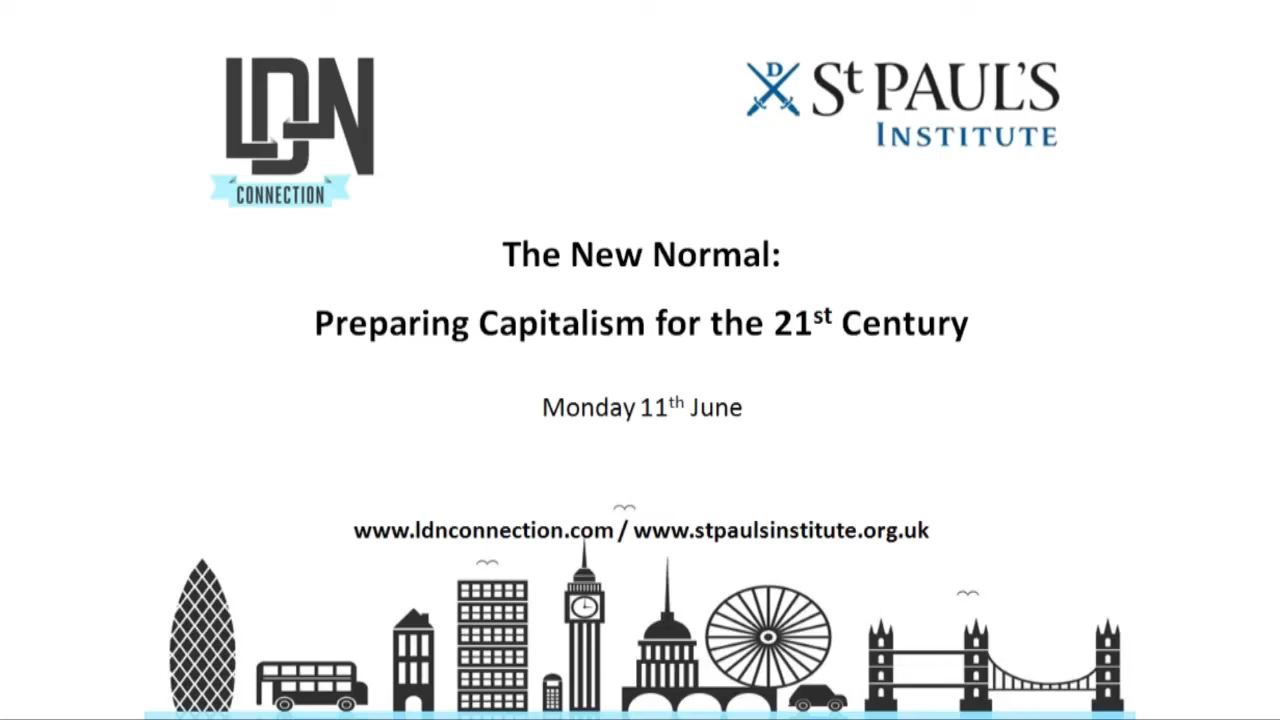 LDN
CONNECTION
D
St PAUL'S
INSTITUTE
The New Normal:
Preparing Capitalism for the 21st Century
Monday 11th June
www.ldnconnection.com / www.stpaulsinstitute.org.uk